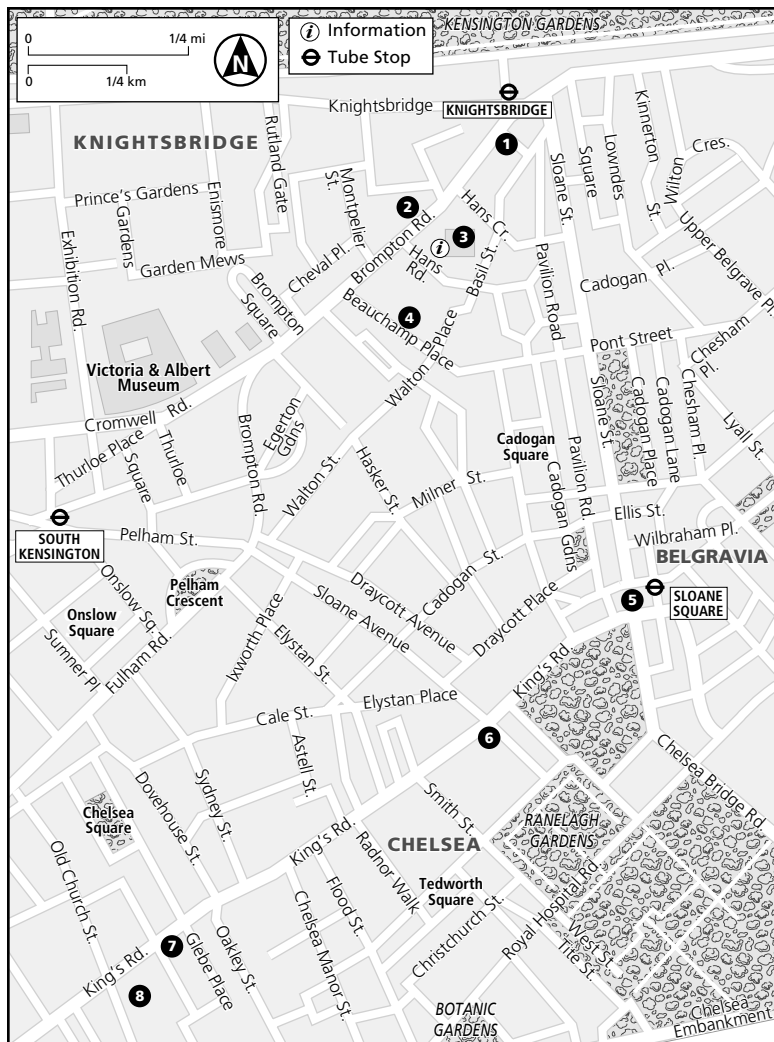 KENSINGTON GARDENS
0 1/4 mi
0 1/4 km
N
i Information
Tube Stop
Knightsbridge
KNIGHTSBRIDGE
KNIGHTSBRIDGE
1
Rutland Gate
Montpelier St.
Prince's Gardens
Enismore
Gardens
Garden Mews
Exhibition Rd.
2
Brompton Rd.
Cheval Pl.
Brompton Square
Hans Cr.
3
i
Hans Rd.
Basil St.
Sloane St.
Square
Lowndes
Kinnerton St.
Wilton Cres.
Upper Belgrave Pl.
Pavilion Road
Cadogan Pl.
4
Beauchamp Place
Walton Place
Pont Street
Chesham Pl.
Victoria & Albert
Museum
Cromwell Rd.
Thurloe Place
Thurloe
Square
Brompton Rd.
Egerton Gdns
Walton St.
Hasker St.
Milner St.
Cadogan
Square
Cadogan Gdns
Pavilion Rd.
Sloane St.
Cadogan Place
Cadogan Lane
Chesham Pl.
Lyall St.
Ellis St.
Wilbraham Pl.
BELGRAVIA
SOUTH
KENSINGTON
Pelham St.
Pelham
Crescent
Onslow Sq.
Onslow
Square
Sumner Pl
Fulham Rd.
Ixworth Place
Elystan St.
Sloane Avenue
Draycott Avenue
Cadogan St.
Draycott Place
5
SLOANE
SQUARE
King's Rd.
Elystan Place
Cale St.
6
Astell St.
Sydney St.
Dovehouse St.
Chelsea
Square
Old Church St.
King's Rd.
CHELSEA
Smith St.
Radnor Walk
Tedworth
Square
Flood St.
Chelsea Manor St.
Christchurch St.
RANELAGH
GARDENS
Chelsea Bridge Rd.
Royal Hospital Rd.
West St.
Tite St.
7
King's Rd.
Glebe Place
Oakley St.
8
BOTANIC
GARDENS
Chelsea
Embankment